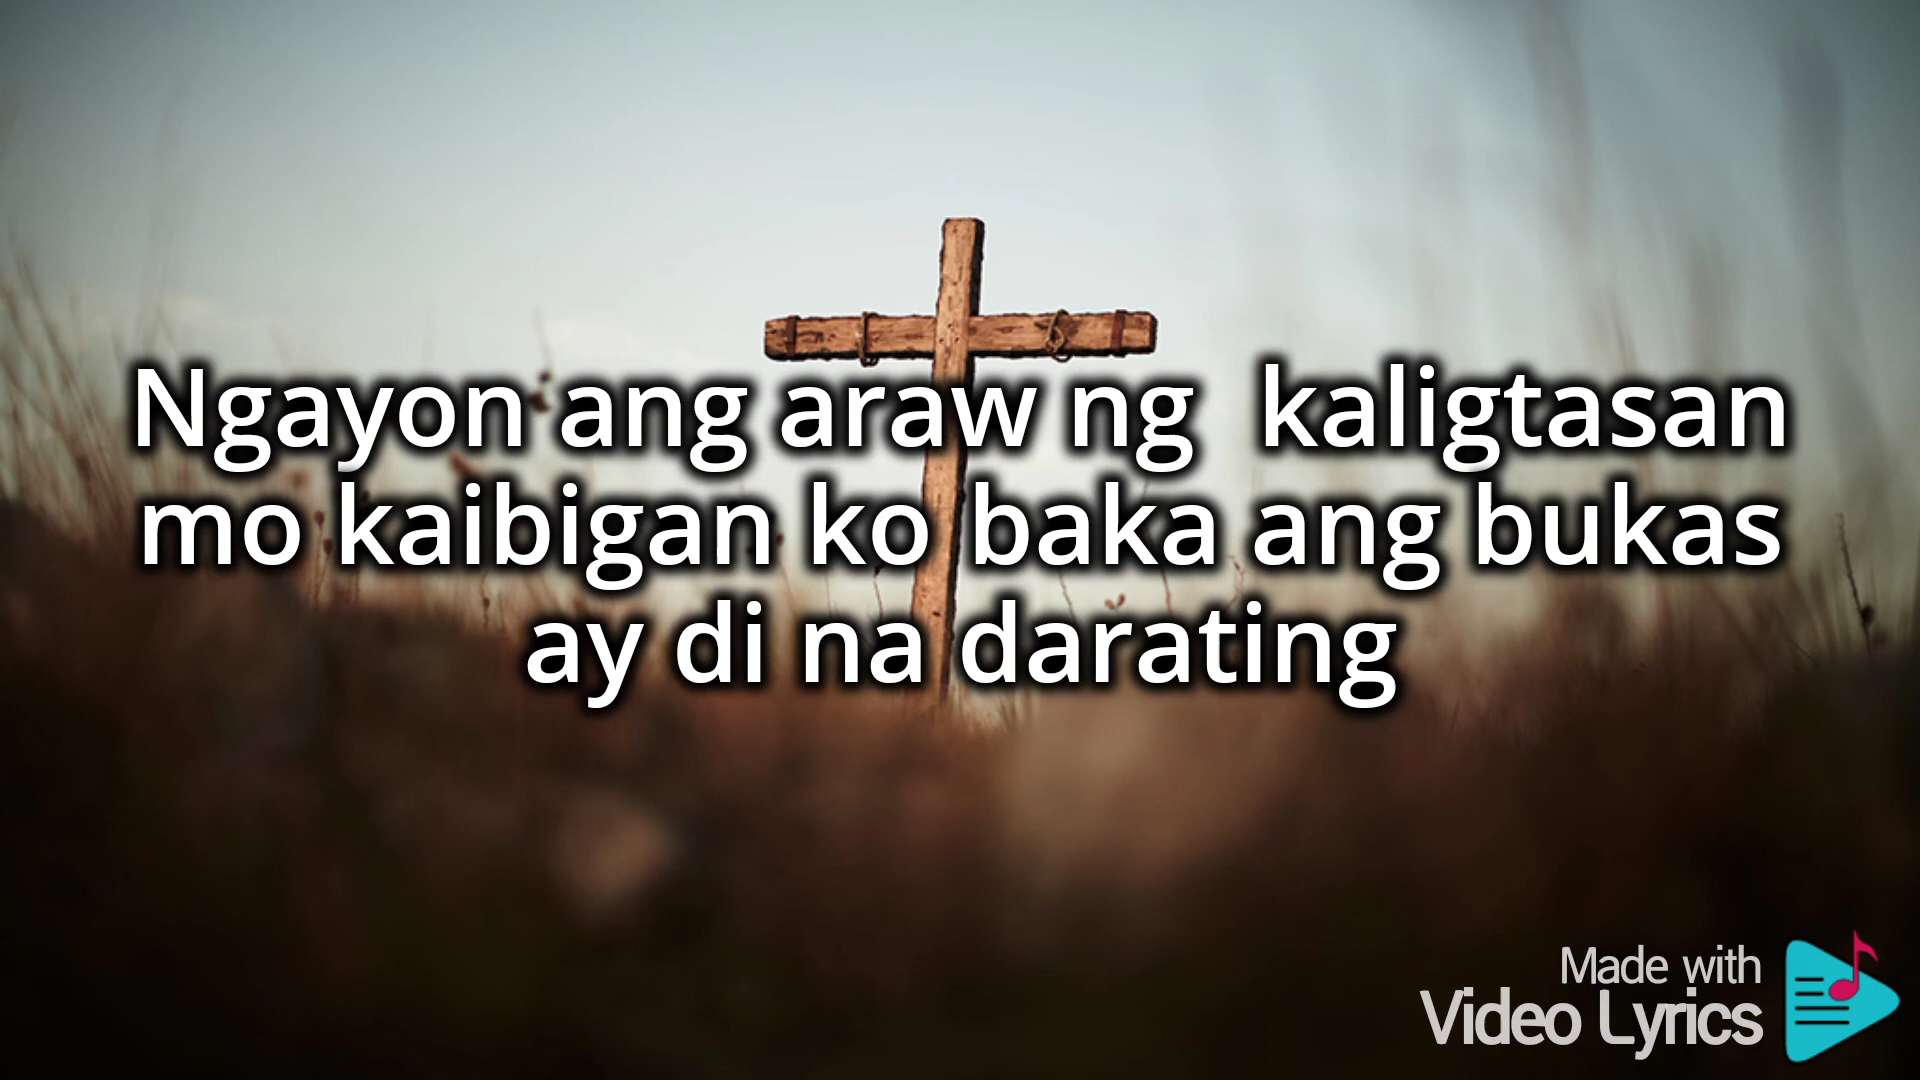 Ngayon ang araw ng  kaligtasan
mo kaibigan ko baka ang bukas
ay di na darating
Made with
Video Lyrics